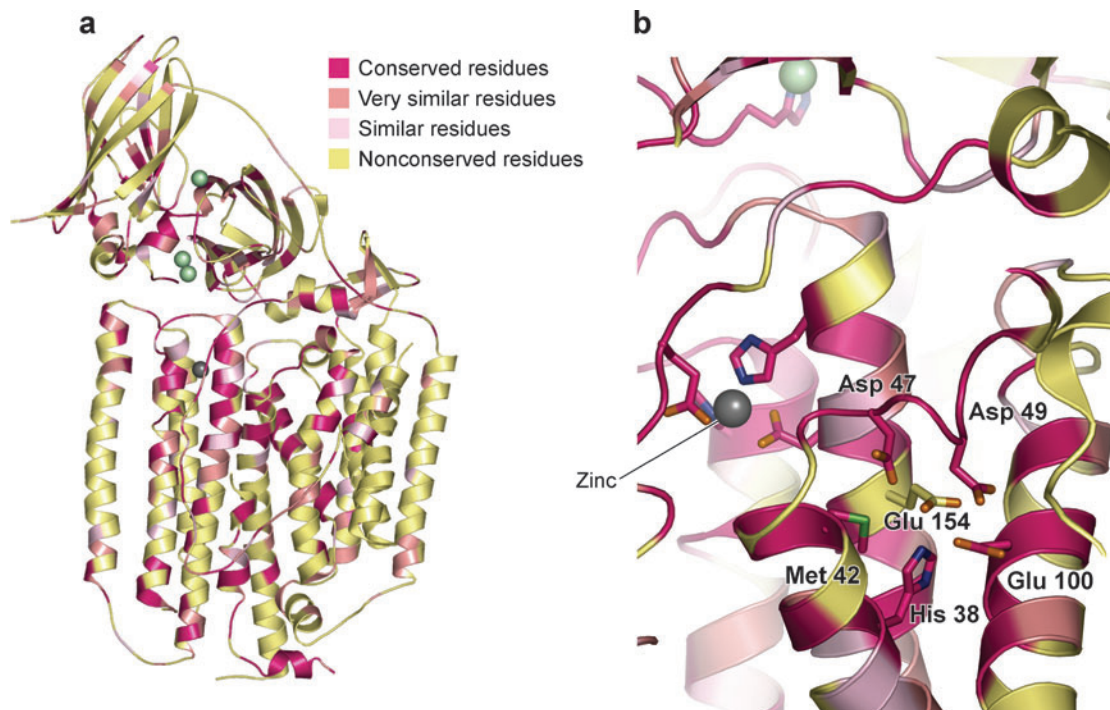 a
Conserved residues
Very similar residues
Similar residues
Nonconserved residues
b
Asp 47
Asp 49
Zinc
Glu 154
Met 42
Glu 100
His 38